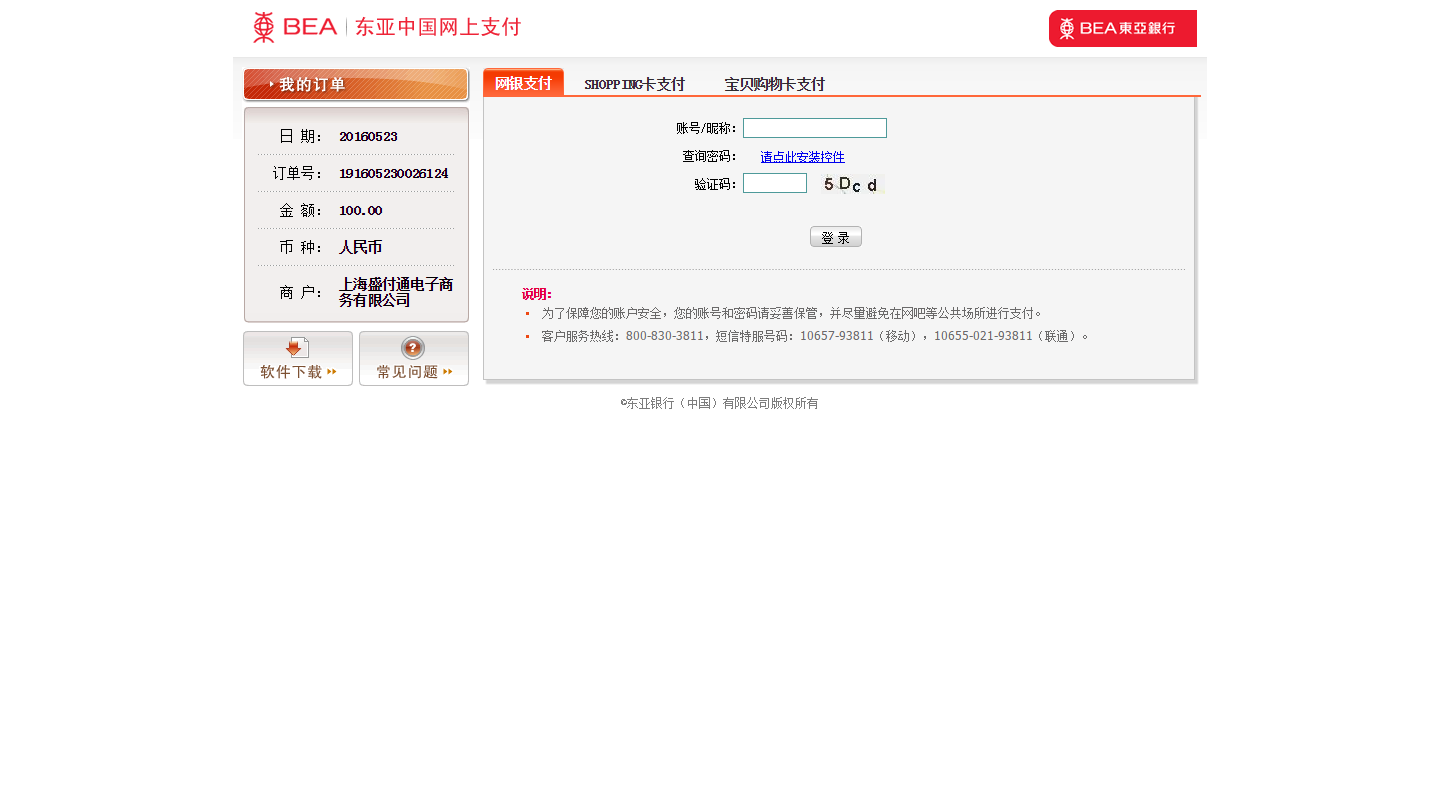 BEA 东亚中国网上支付
BEA東亞銀行
我的订单
日 期： 20160523
订单号： 191605230026124
金 额： 100.00
币 种： 人民币
商 户： 上海盛付通电子商
务有限公司
软件下载
常见问题
网银支付 SHOPPING卡支付 宝贝购物卡支付
账号/昵称：
查询密码： 请点此安装控件
验证码： 5Dcd
登 录
说明：
为了保障您的账户安全，您的账号和密码请妥善保管，并尽量避免在网吧等公共场所进行支付。
客户服务热线：800-830-3811，短信特服号码：10657-93811（移动），10655-021-93811（联通）。
©东亚银行（中国）有限公司版权所有